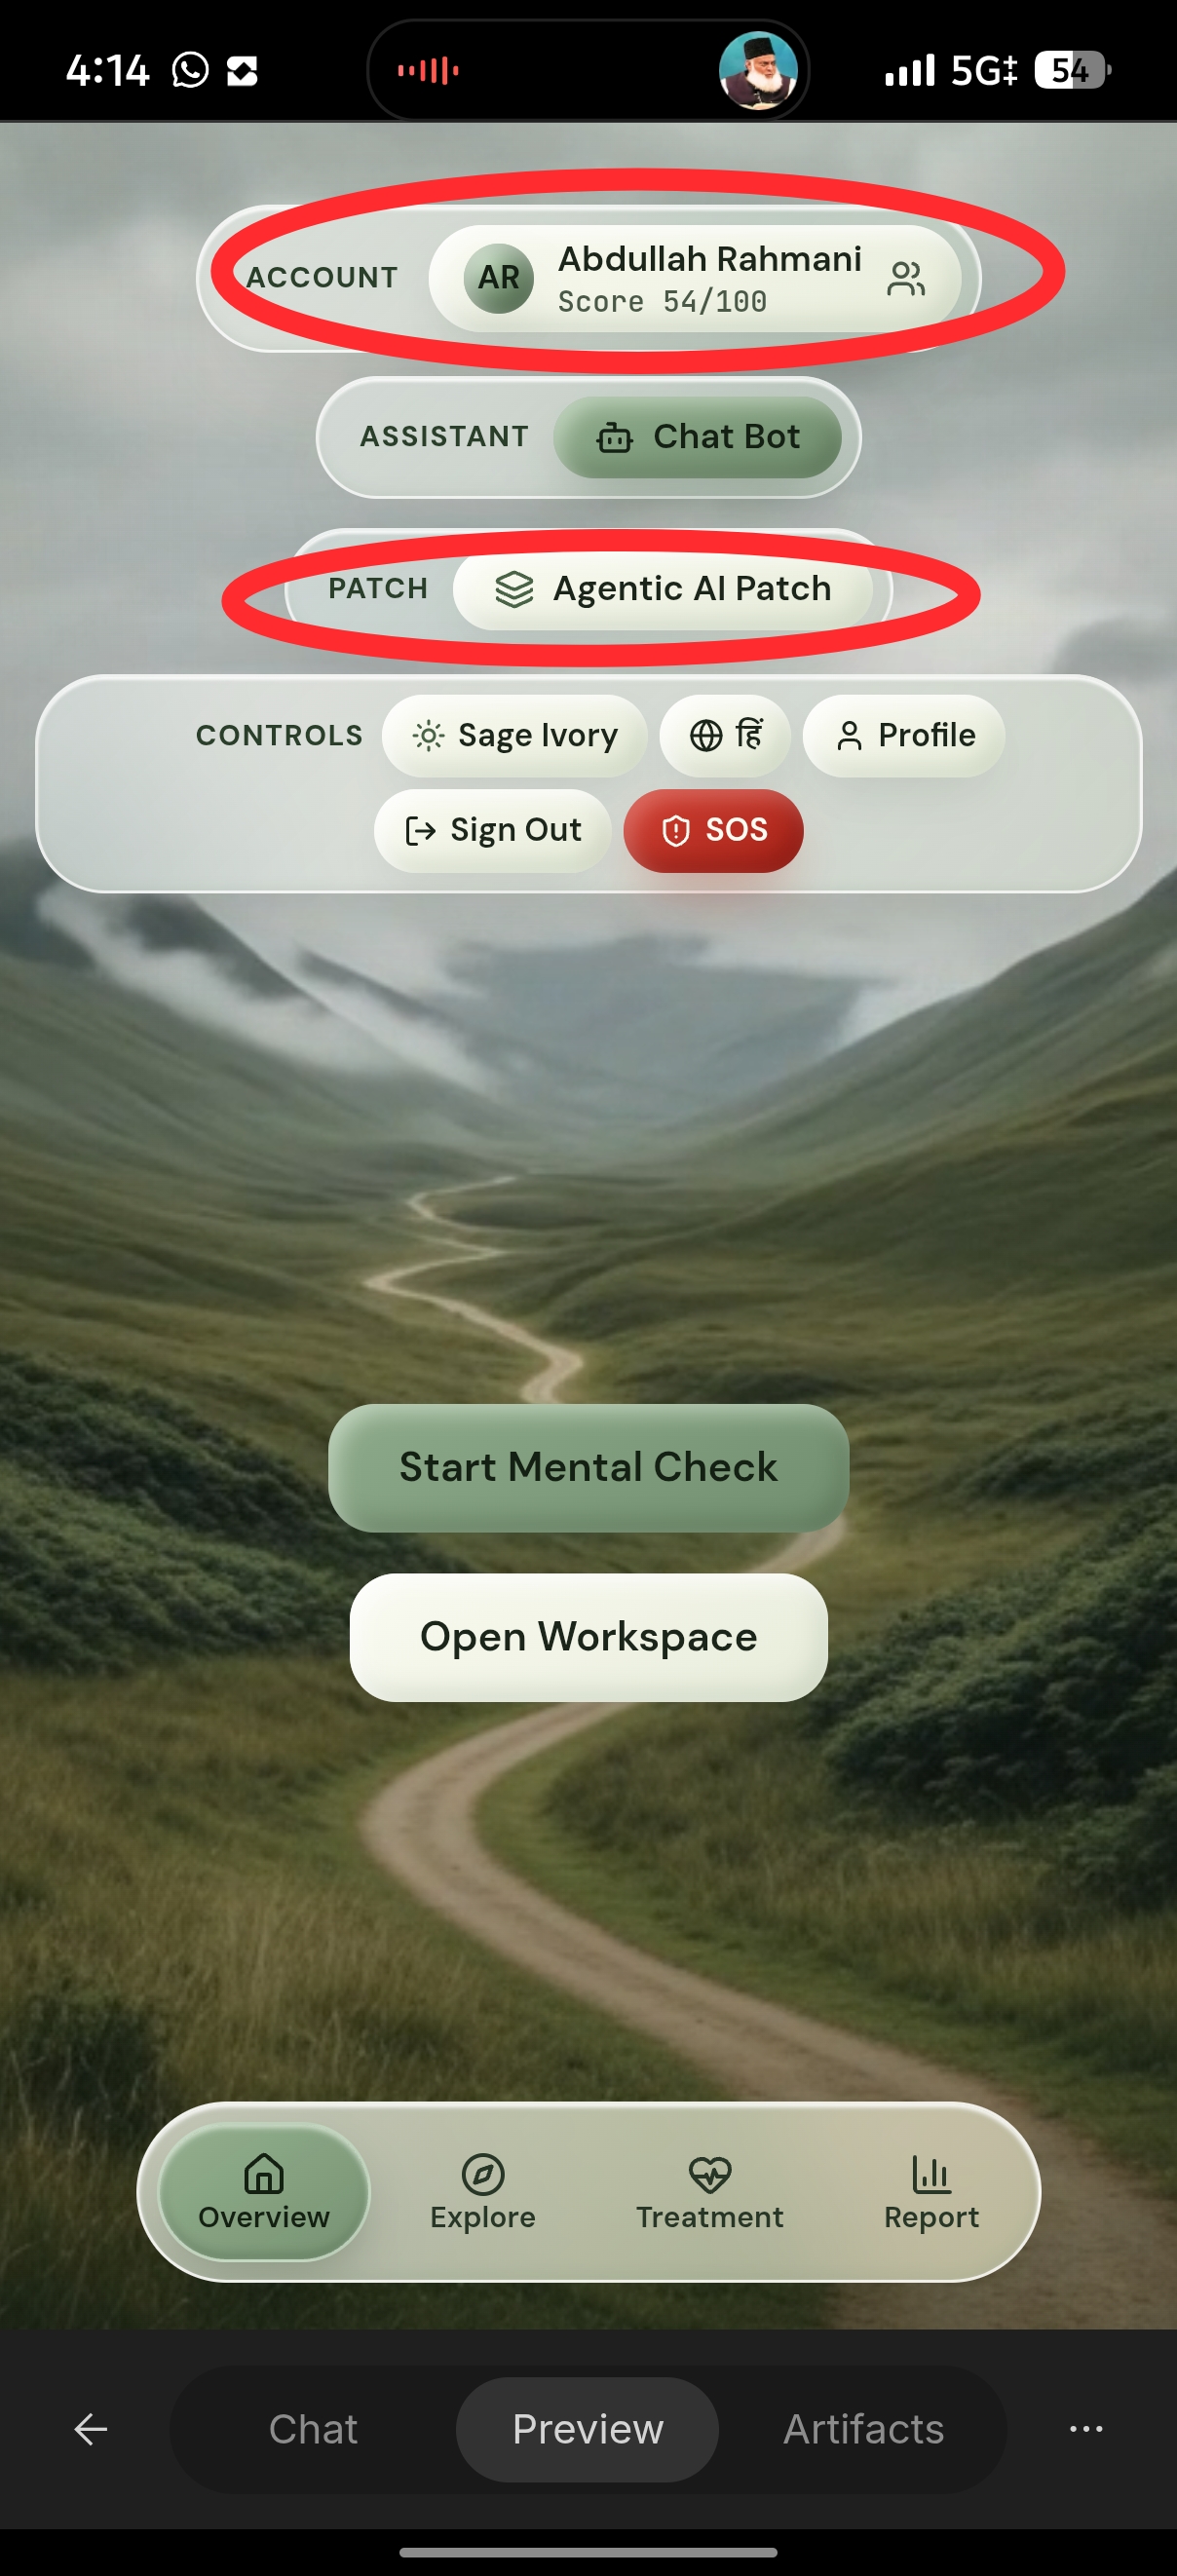 4:14
5G‡ 54
ACCOUNT AR Abdullah Rahmani
Score 54/100
ASSISTANT Chat Bot
PATCH Agentic AI Patch
CONTROLS Sage Ivory हिं Profile
Sign Out SOS
Start Mental Check
Open Workspace
Overview Explore Treatment Report
Chat Preview Artifacts